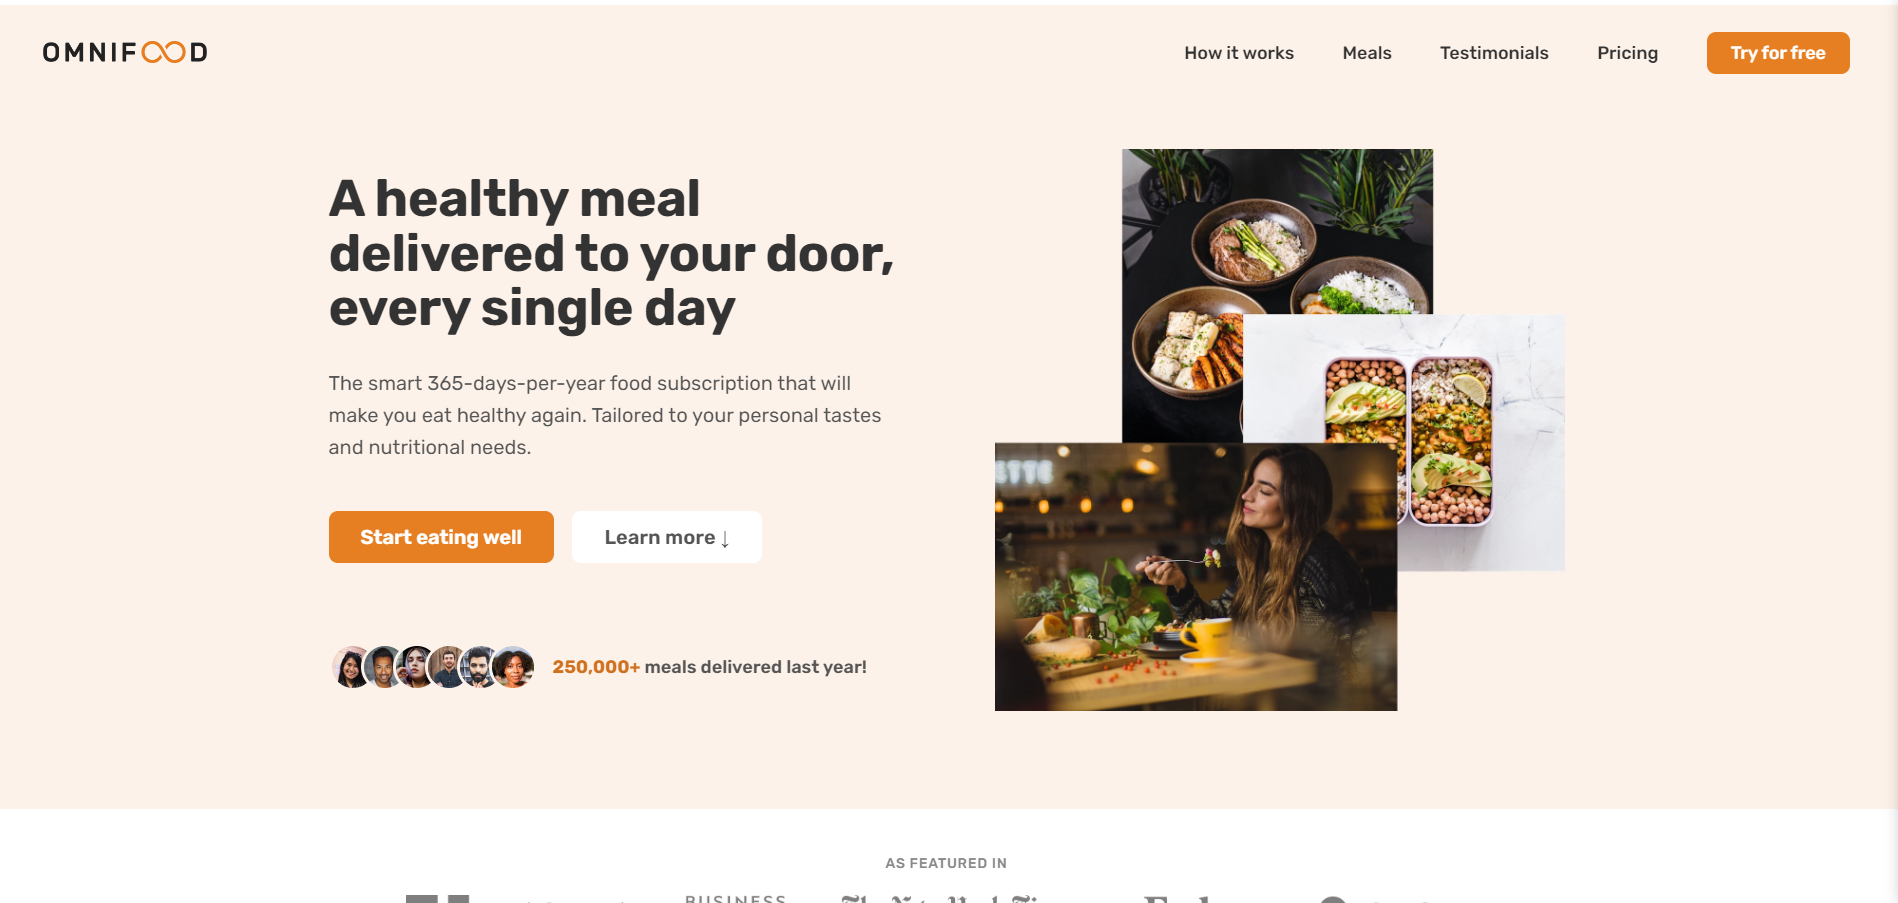 OMNIFOOD
How it works
Meals
Testimonials
Pricing
Try for free
A healthy meal
delivered to your door,
every single day
The smart 365-days-per-year food subscription that will
make you eat healthy again. Tailored to your personal tastes
and nutritional needs.
Start eating well
Learn more ↓
250,000+ meals delivered last year!
AS FEATURED IN
BUSINESS